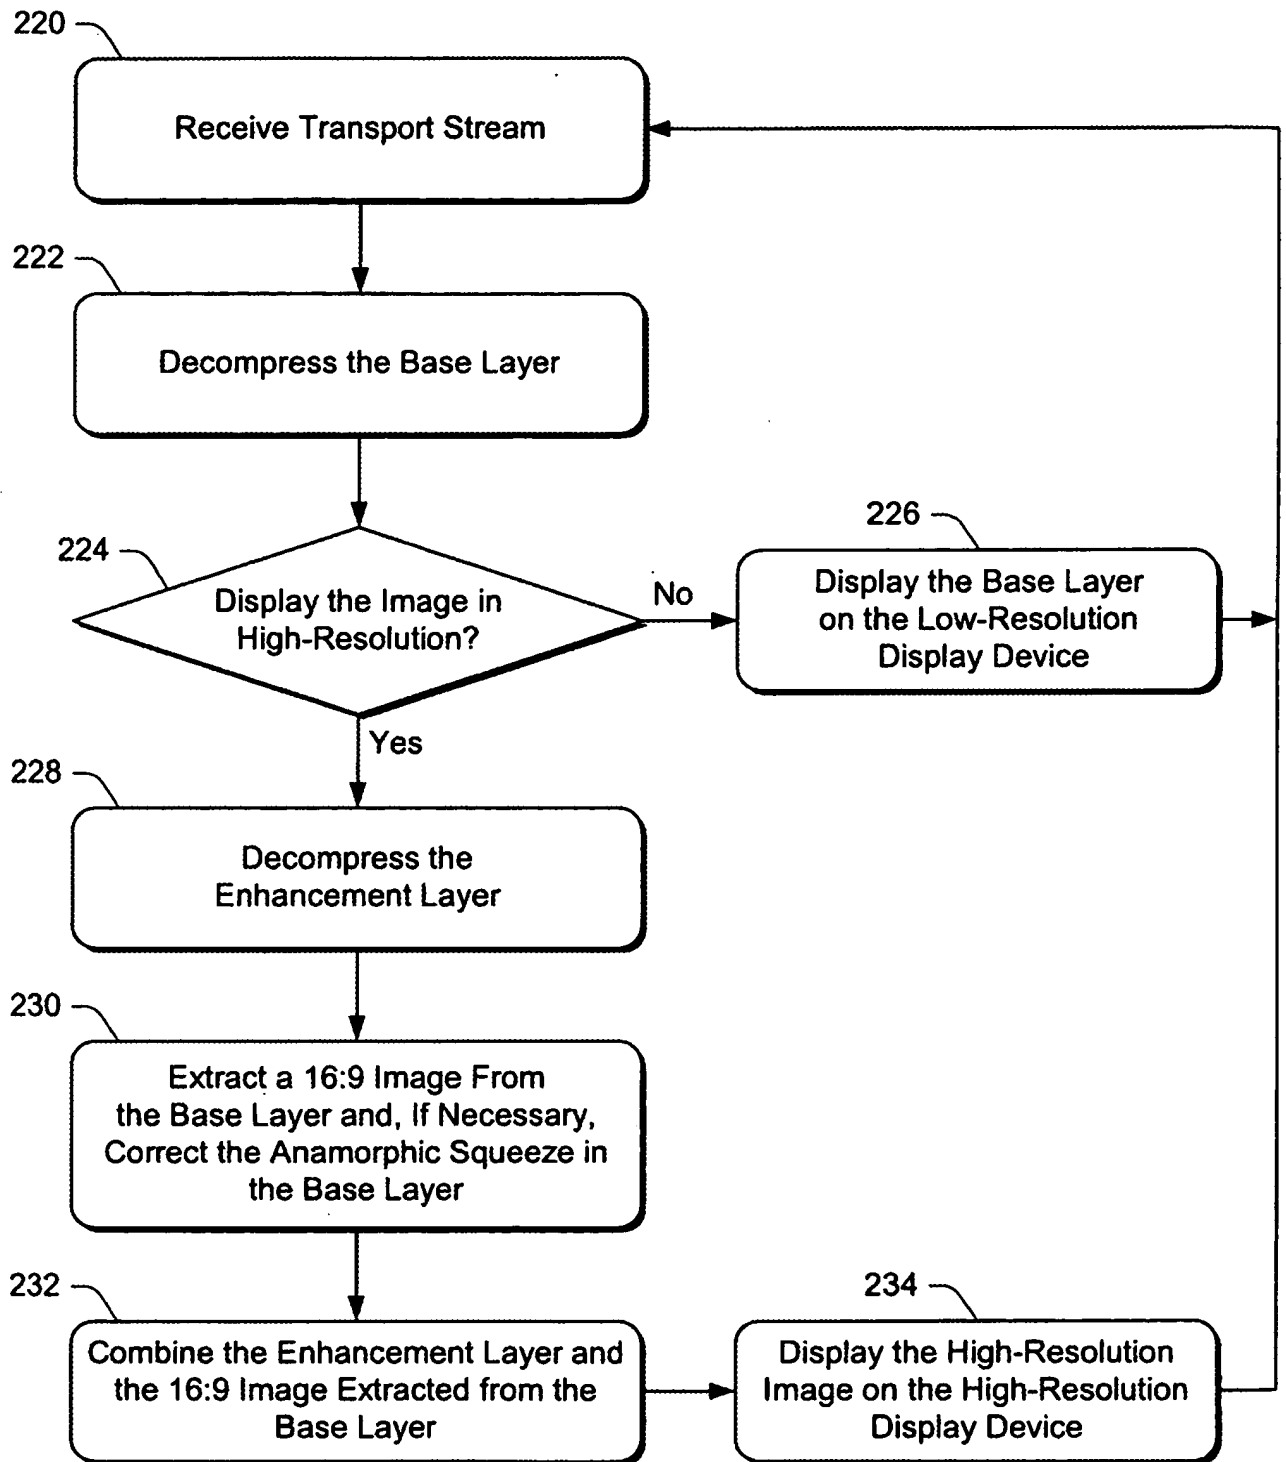 220
Receive Transport Stream
222
Decompress the Base Layer
224
Display the Image in
High-Resolution?
No
226
Display the Base Layer
on the Low-Resolution
Display Device
Yes
228
Decompress the
Enhancement Layer
230
Extract a 16:9 Image From
the Base Layer and, If Necessary,
Correct the Anamorphic Squeeze in
the Base Layer
232
Combine the Enhancement Layer and
the 16:9 Image Extracted from the
Base Layer
234
Display the High-Resolution
Image on the High-Resolution
Display Device